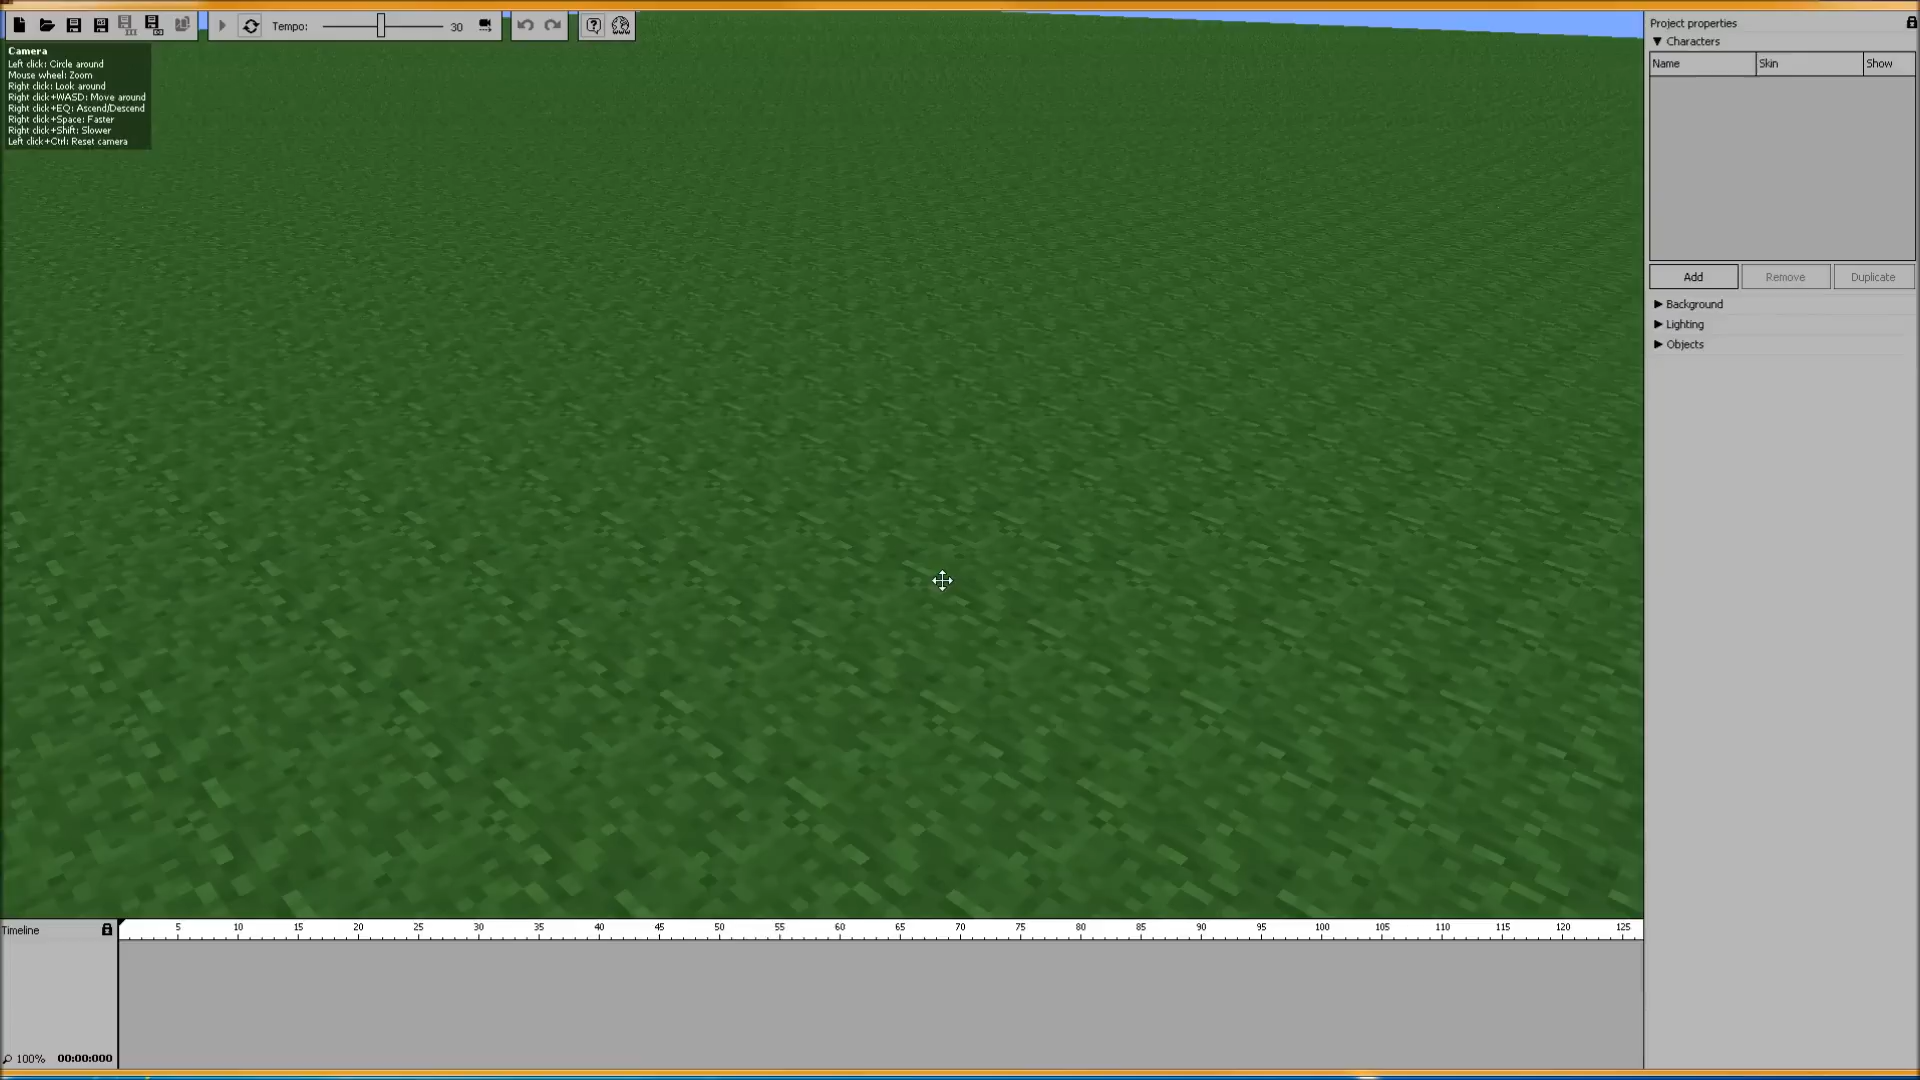 Tempo:
30
Camera
Left click: Circle around
Mouse wheel: Zoom
Right click: Look around
Right click+WASD: Move around
Right click+EQ: Ascend/Descend
Right click+Space: Faster
Right click+Shift: Slower
Left click+Ctrl: Reset camera
Project properties
Characters
Name Skin Show
Add Remove Duplicate
Background
Lighting
Objects
Timeline
5 10 15 20 25 30 35 40 45 50 55 60 65 70 75 80 85 90 95 100 105 110 115 120 125
100% 00:00:000